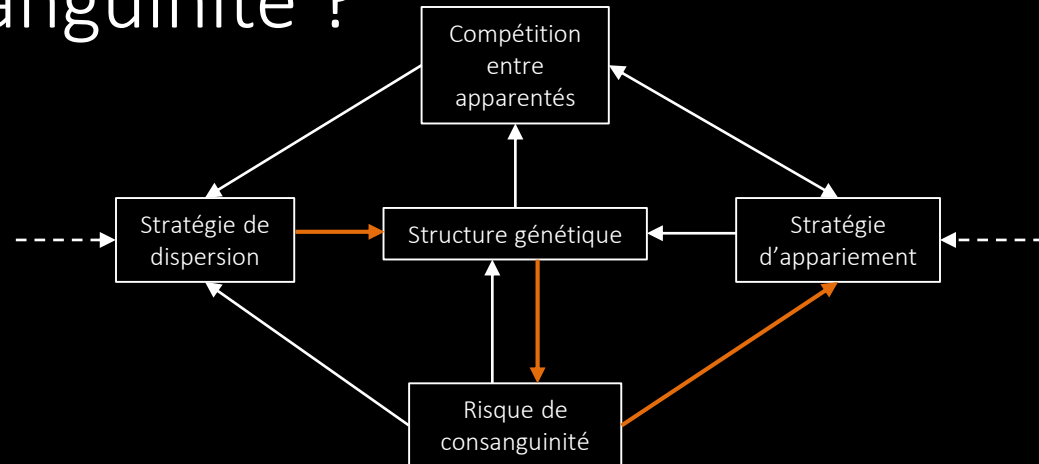 anguinité ?
Compétition
entre
apparentés
Stratégie de
dispersion
Structure génétique
Stratégie
d’appariement
Risque de
consanguinité